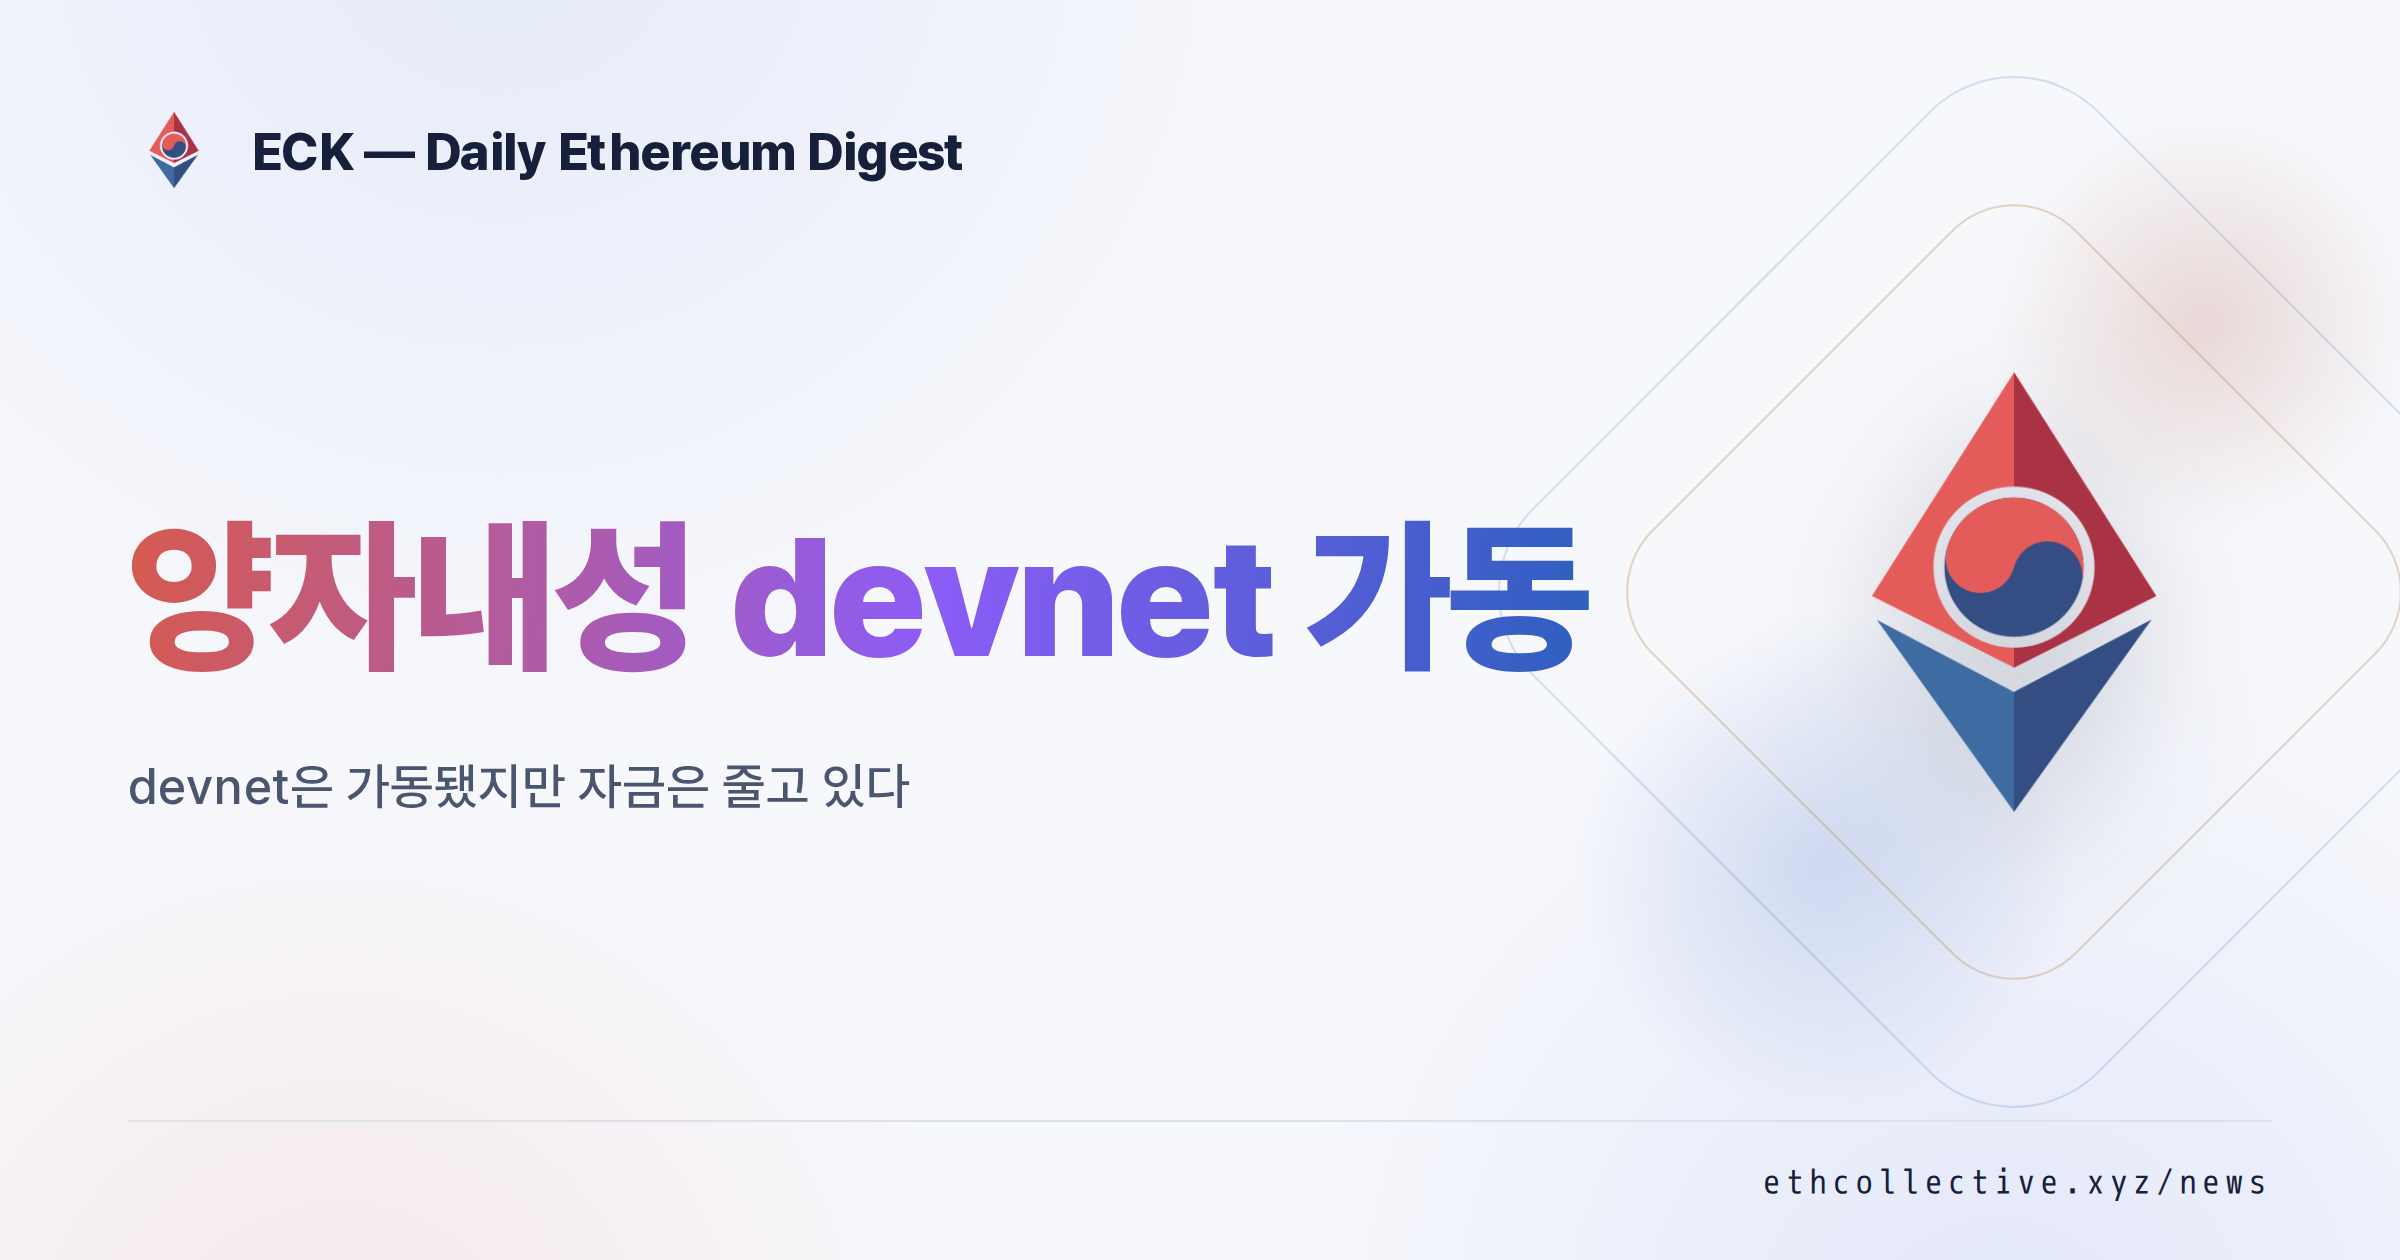 ECK — Daily Ethereum Digest
양자내성 devnet 가동
devnet은 가동됐지만 자금은 줄고 있다
ethcollective.xyz/news